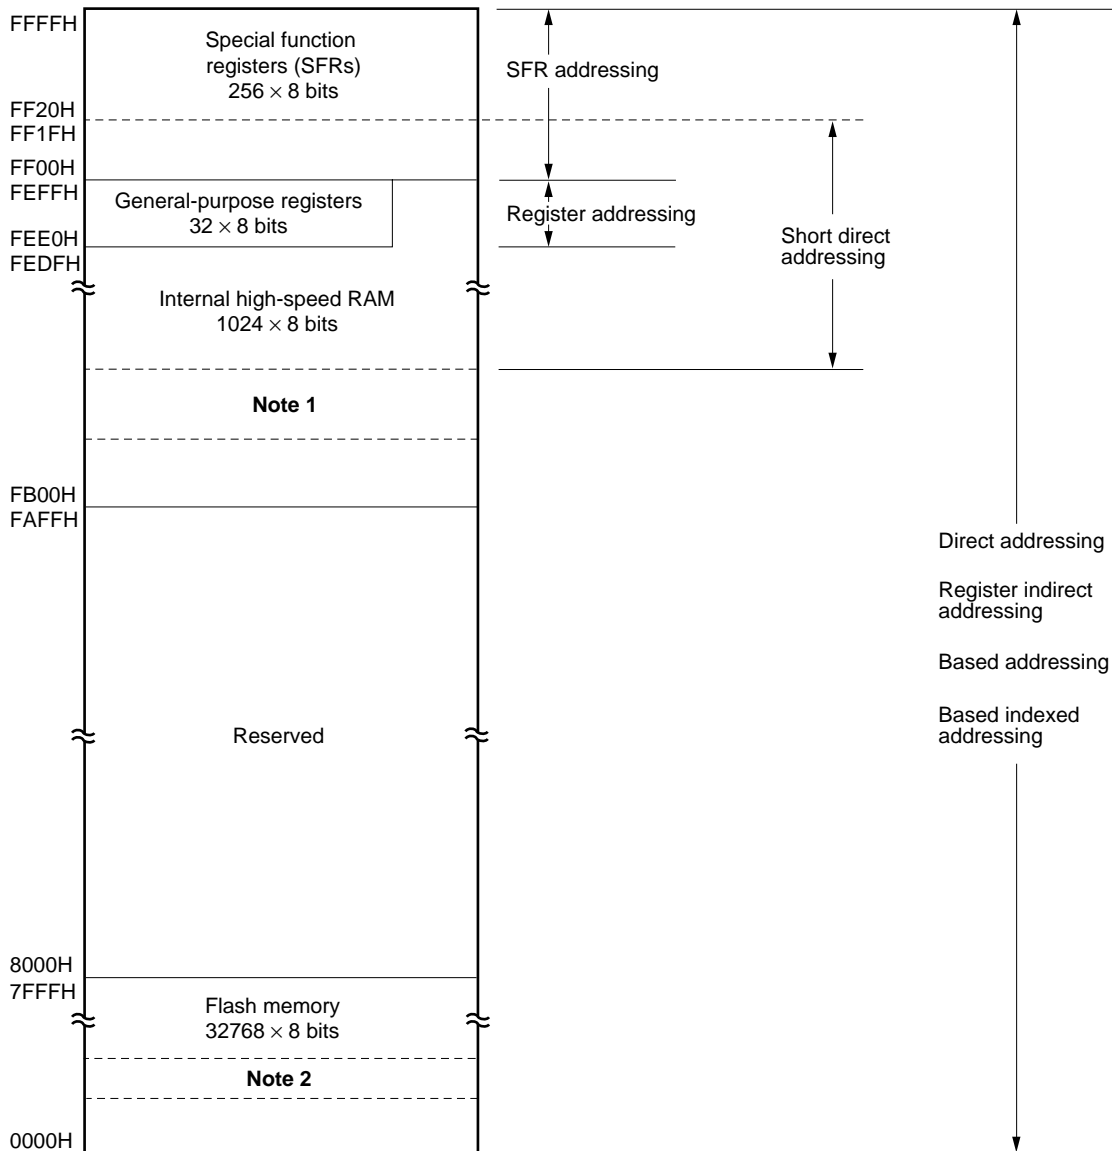 FFFFH
Special function
registers (SFRs)
256 × 8 bits
SFR addressing
FF20H
FF1FH
FF00H
FEFFH
General-purpose registers
32 × 8 bits
Register addressing
Short direct
addressing
FEE0H
FEDFH
Internal high-speed RAM
1024 × 8 bits
Note 1
FB00H
FAFFH
Direct addressing
Register indirect
addressing
Based addressing
Based indexed
addressing
Reserved
8000H
7FFFH
Flash memory
32768 × 8 bits
Note 2
0000H